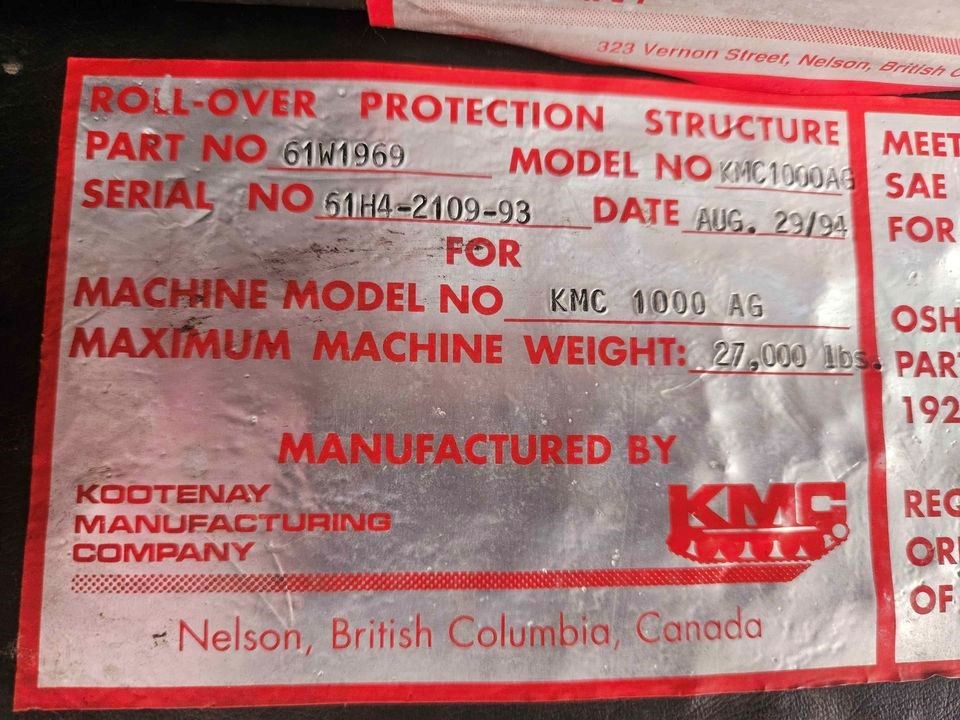 323 Vernon Street, Nelson, British C
ROLL-OVER PROTECTION STRUCTURE
PART NO 61W1969 MODEL NO KMC1000AG
SERIAL NO 61H4-2109-93 DATE AUG. 29/94
FOR
MACHINE MODEL NO KMC 1000 AG
MAXIMUM MACHINE WEIGHT: 27,000 lbs.
MANUFACTURED BY
KOOTENAY
MANUFACTURING
COMPANY
KMC
Nelson, British Columbia, Canada
MEET
SAE
FOR
OSH
PAR
192
REG
OR
OF